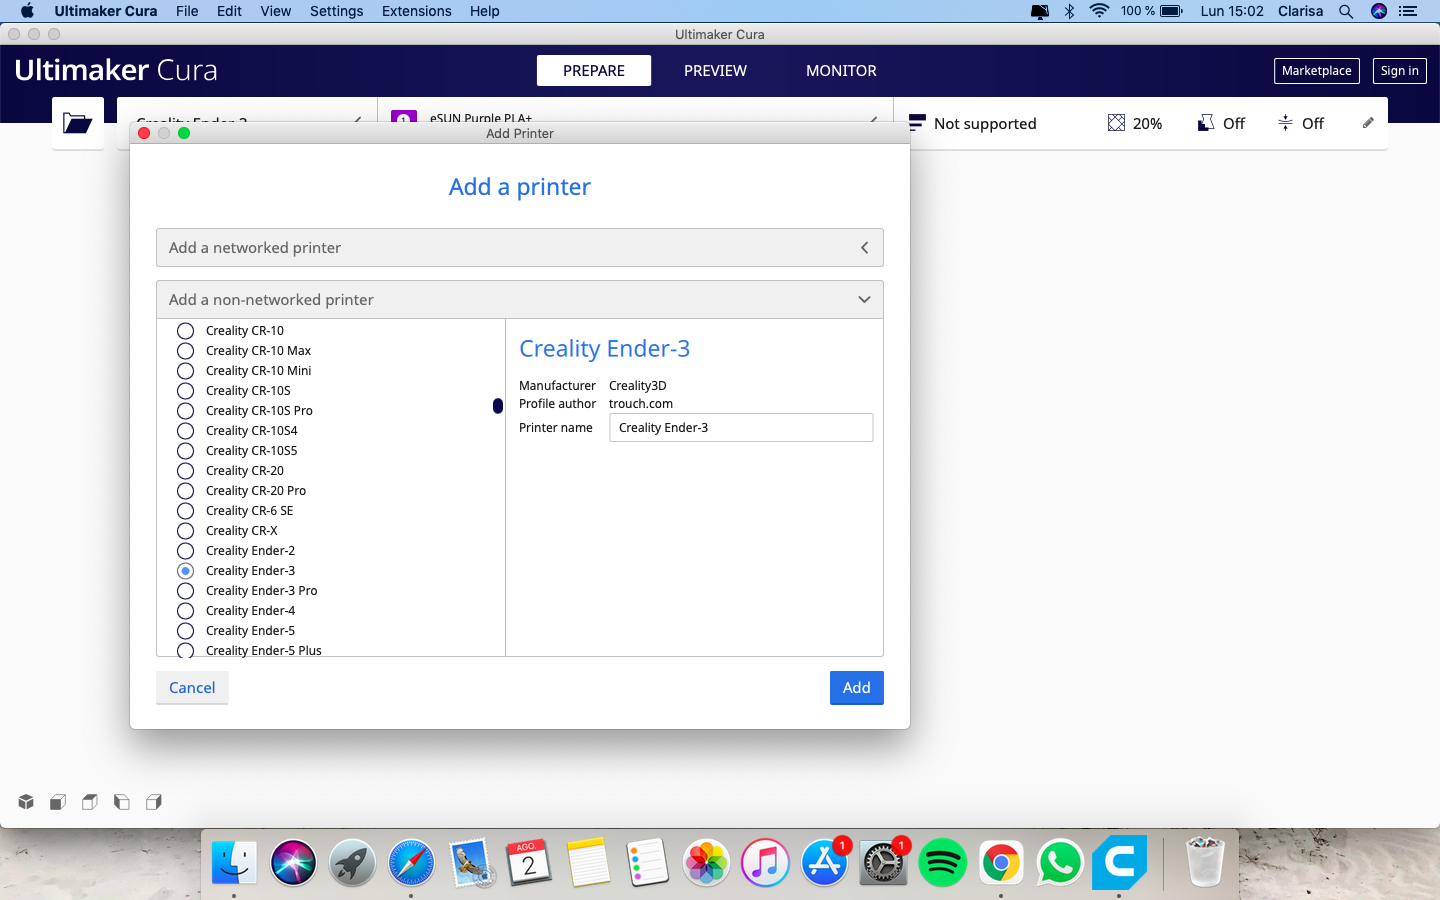 Ultimaker Cura File Edit View Settings Extensions Help 100 % Lun 15:02 Clarisa
Ultimaker Cura
Ultimaker Cura PREPARE PREVIEW MONITOR Marketplace Sign in
1 eSUN Purple PLA+
Not supported 20% Off Off
Add Printer
Add a printer
Add a networked printer
Add a non-networked printer
Creality CR-10
Creality CR-10 Max
Creality CR-10 Mini
Creality CR-10S
Creality CR-10S Pro
Creality CR-10S4
Creality CR-10S5
Creality CR-20
Creality CR-20 Pro
Creality CR-6 SE
Creality CR-X
Creality Ender-2
Creality Ender-3
Creality Ender-3 Pro
Creality Ender-4
Creality Ender-5
Creality Ender-5 Plus
Creality Ender-3
Manufacturer Creality3D
Profile author trouch.com
Printer name Creality Ender-3
Cancel Add
AGO.
2
1
1